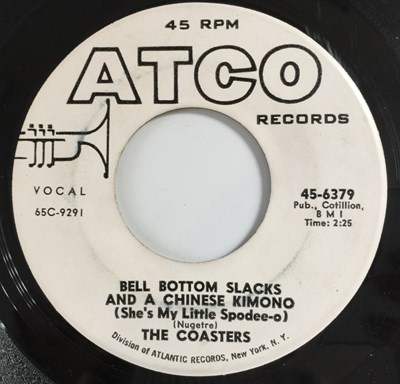 45 RPM
ATCO
RECORDS
VOCAL
65C-9291
45-6379
Pub., Cotillion,
BMI
Time: 2:25
BELL BOTTOM SLACKS
AND A CHINESE KIMONO
(She's My Little Spodee-o)
(Nugetre)
THE COASTERS
Division of ATLANTIC RECORDS, New York, N. Y.